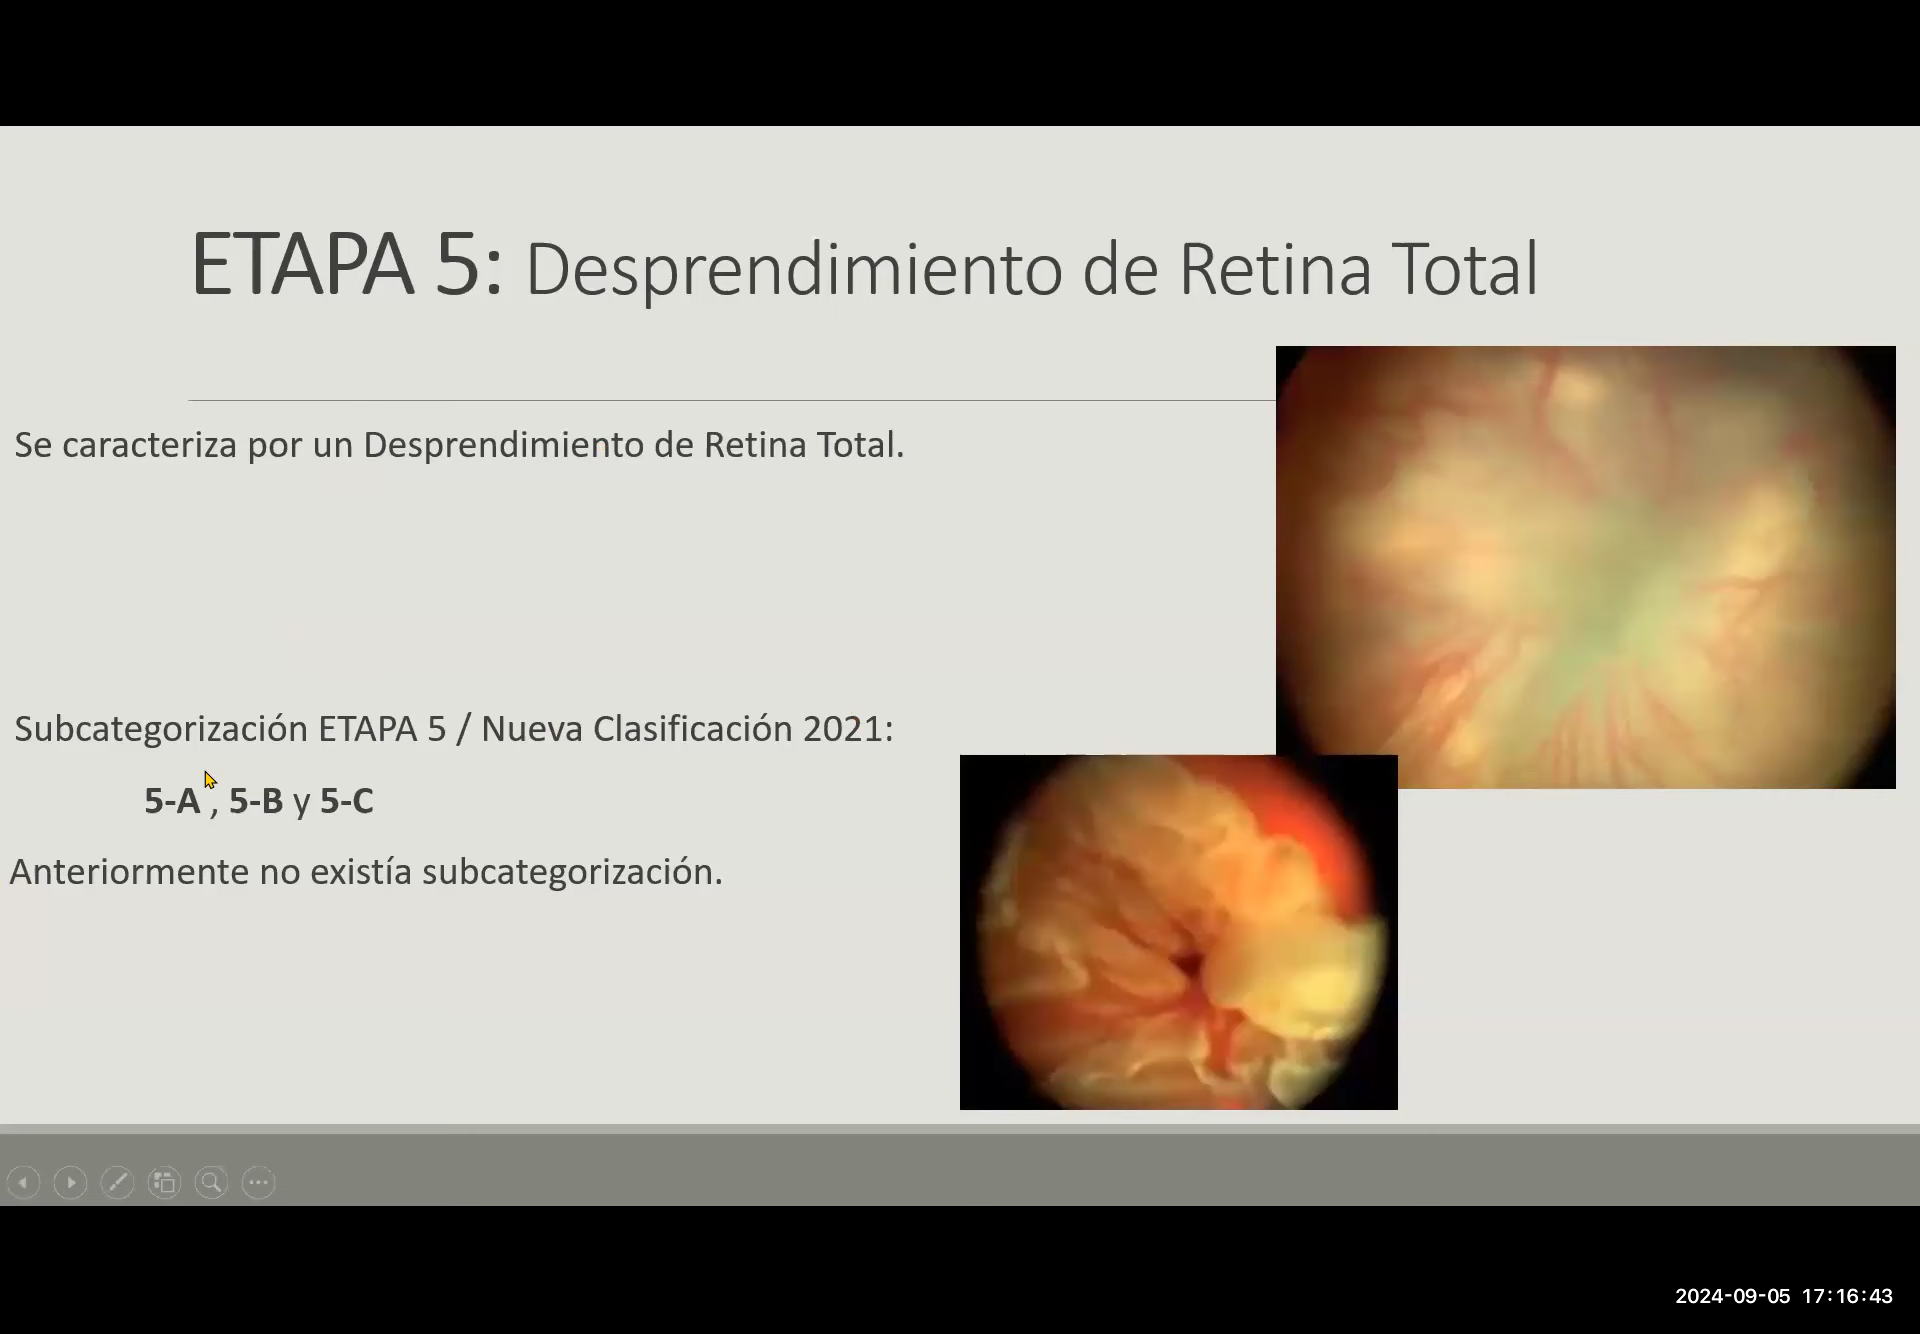 ETAPA 5: Desprendimiento de Retina Total
Se caracteriza por un Desprendimiento de Retina Total.
Subcategorización ETAPA 5 / Nueva Clasificación 2021:
5-A , 5-B y 5-C
Anteriormente no existía subcategorización.
2024-09-05 17:16:43